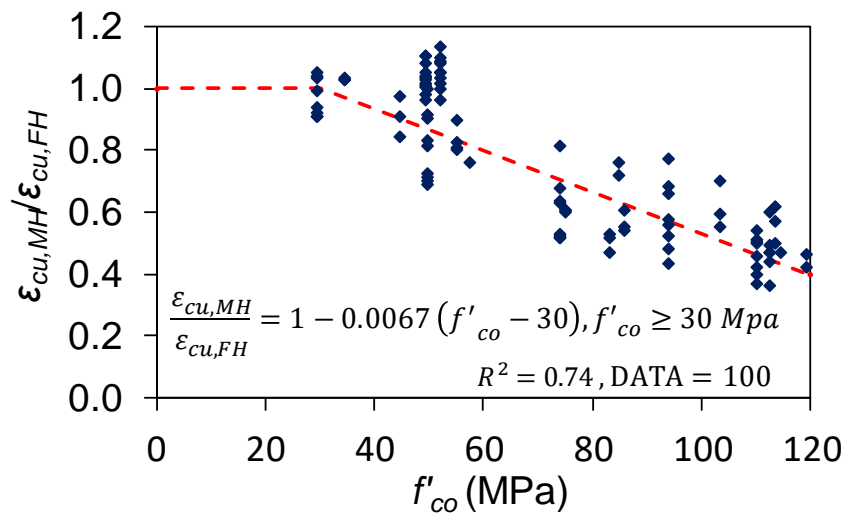 1.2
1.0
0.8
0.6
0.4
0.2
0.0
εcu,MH/εcu,FH
εcu,MH
εcu,FH
= 1 − 0.0067 (f′co − 30), f′co ≥ 30 Mpa
R² = 0.74 , DATA = 100
0 20 40 60 80 100 120
f'co (MPa)